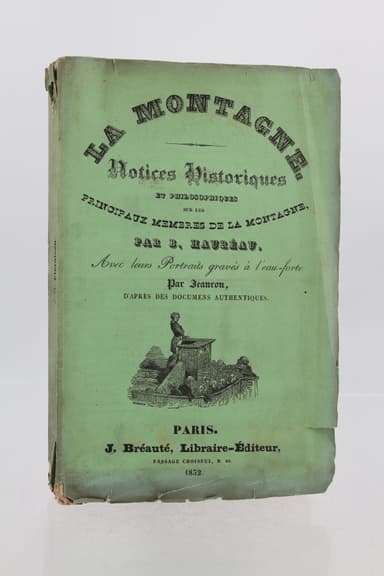 LA MONTAGNE.
Notices Historiques
ET PHILOSOPHIQUES
SUR LES
PRINCIPAUX MEMBRES DE LA MONTAGNE,
PAR B. HAURÉAU,
Avec leurs Portraits gravés à l'eau-forte
Par Jeanron,
D'APRÈS DES DOCUMENS AUTHENTIQUES.
PARIS.
J. Bréauté, Libraire-Éditeur,
PASSAGE CHOISEUL, N. 60.
1832.